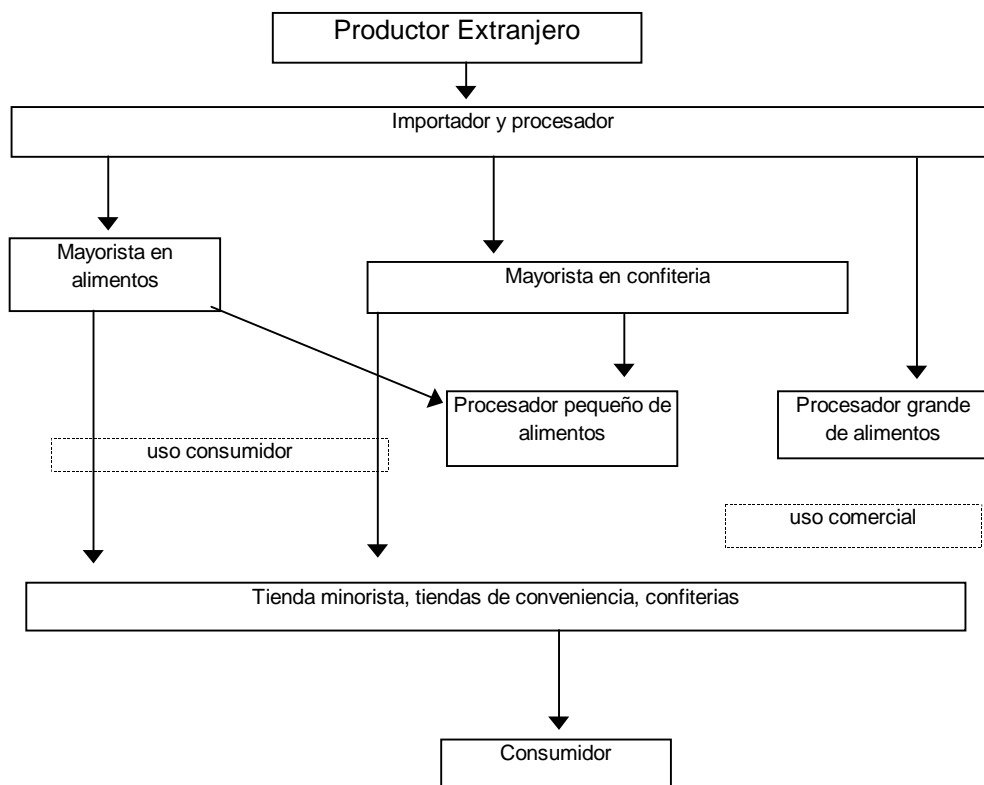 Productor Extranjero
Importador y procesador
Mayorista en
alimentos
Mayorista en confiteria
Procesador pequeño de
alimentos
Procesador grande
de alimentos
uso consumidor
uso comercial
Tienda minorista, tiendas de conveniencia, confiterias
Consumidor